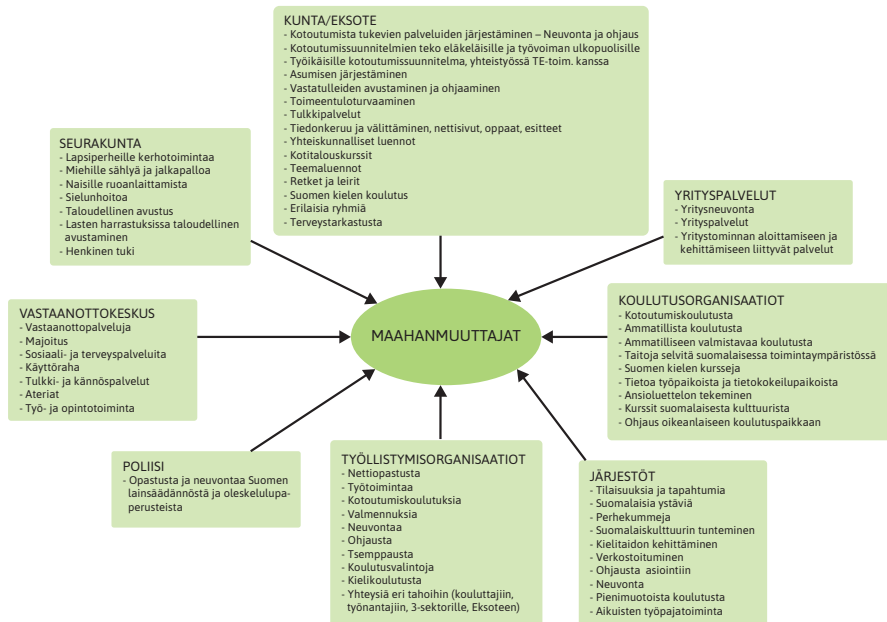 KUNTA/EKSOTE
- Kotoutumista tukevien palveluiden järjestäminen – Neuvonta ja ohjaus
- Kotoutumissuunnitelmien teko eläkeläisille ja työvoiman ulkopuolisille
- Työikäisille kotoutumissuunnitelma, yhteistyössä TE-toim. kanssa
- Asumisen järjestäminen
- Vastatulleiden avustaminen ja ohjaaminen
- Toimeentuloturvaaminen
- Tulkkipalvelut
- Tiedonkeruu ja välittäminen, nettisivut, oppaat, esitteet
- Yhteiskunnalliset luennot
- Kotitalouskurssit
- Teemaluennot
- Retket ja leirit
- Suomen kielen koulutus
- Erilaisia ryhmiä
- Terveystarkastusta
SEURAKUNTA
- Lapsiperheille kerhotoimintaa
- Miehille sählyä ja jalkapalloa
- Naisille ruoanlaittamista
- Sielunhoitoa
- Taloudellinen avustus
- Lasten harrastuksissa taloudellinen
avustaminen
- Henkinen tuki
YRITYSPALVELUT
- Yritysneuvonta
- Yrityspalvelut
- Yritystominnan aloittamiseen ja
kehittämiseen liittyvät palvelut
VASTAANOTTOKESKUS
- Vastaanottopalveluja
- Majoitus
- Sosiaali- ja terveyspalveluita
- Käyttöraha
- Tulkki- ja kännöspalvelut
- Ateriat
- Työ- ja opintotoiminta
MAAHANMUUTTAJAT
KOULUTUSORGANISAATIOT
- Kotoutumiskoulutusta
- Ammatillista koulutusta
- Ammatilliseen valmistavaa koulutusta
- Taitoja selvitä suomalaisessa toimintaympäristössä
- Suomen kielen kursseja
- Tietoa työpaikoista ja tietokokeilupaikoista
- Ansioluettelon tekeminen
- Kurssit suomalaisesta kulttuurista
- Ohjaus oikeanlaiseen koulutuspaikkaan
POLIISI
- Opastusta ja neuvontaa Suomen
lainsäädännöstä ja oleskelulupa-
perusteista
TYÖLLISTYMISORGANISAATIOT
- Nettiopastusta
- Työtoimintaa
- Kotoutumiskoulutuksia
- Valmennuksia
- Neuvontaa
- Ohjausta
- Tsemppausta
- Koulutusvalintoja
- Kielikoulutusta
- Yhteysiä eri tahoihin (kouluttajiin,
työnantajiin, 3-sektorille, Eksoteen)
JÄRJESTÖT
- Tilaisuuksia ja tapahtumia
- Suomalaisia ystäviä
- Perhekummeja
- Suomalaiskulttuurin tunteminen
- Kielitaidon kehittäminen
- Verkostoituminen
- Ohjausta asiointiin
- Neuvonta
- Pienimuotoista koulutusta
- Aikuisten työpajatoiminta